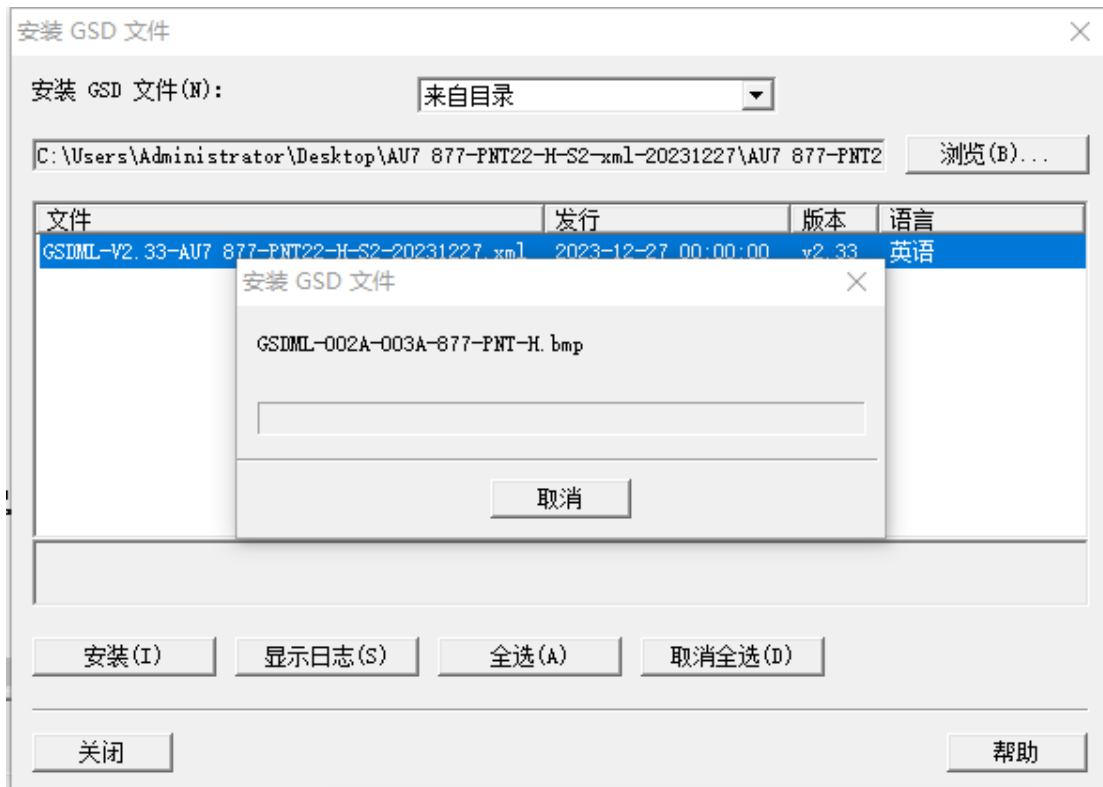 安装 GSD 文件
安装 GSD 文件(N):
来自目录
C:\Users\Administrator\Desktop\AU7 877-PNT22-H-S2-xml-20231227\AU7 877-PNT2
浏览(B)...
文件 发行 版本 语言
GSDML-V2.33-AU7 877-PNT22-H-S2-20231227.xml 2023-12-27 00:00:00 v2.33 英语
安装 GSD 文件
GSDML-002A-003A-877-PNT-H.bmp
取消
安装(I) 显示日志(S) 全选(A) 取消全选(D)
关闭 帮助